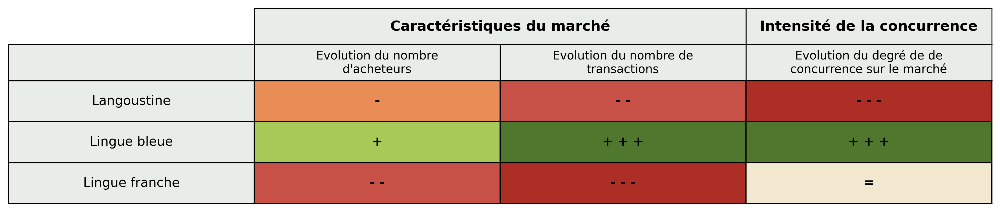 Caractéristiques du marché
Intensité de la concurrence
Evolution du nombre
d'acheteurs
Evolution du nombre de
transactions
Evolution du degré de de
concurrence sur le marché
Langoustine
-
- -
- - -
Lingue bleue
+
+ + +
+ + +
Lingue franche
- -
- - -
=